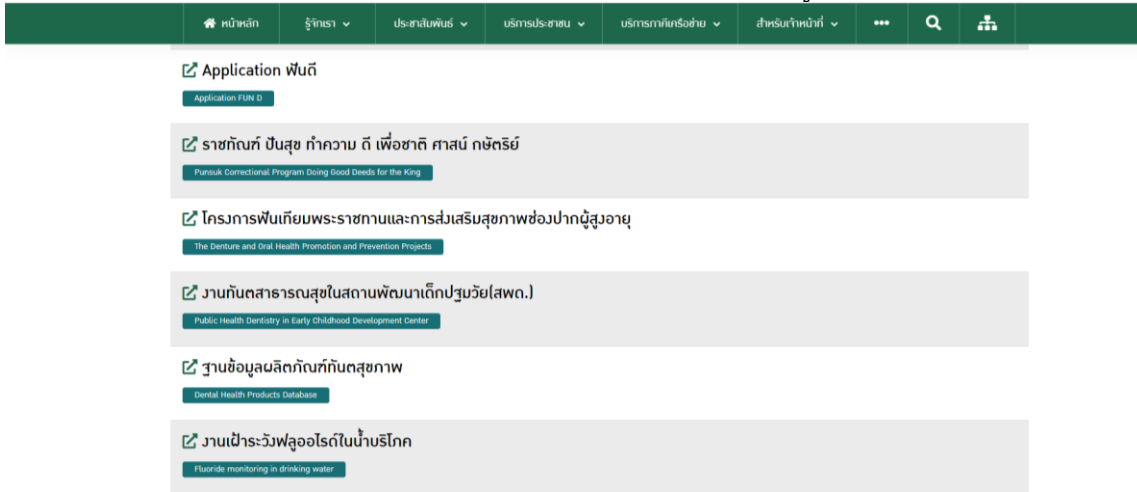 หน้าหลัก รู้จักเรา ประชาสัมพันธ์ บริการประชาชน บริการภาคีเครือข่าย สำหรับเจ้าหน้าที่
Application ฟันดี
Application FUN D
ราชทัณฑ์ ปันสุข ทำความ ดี เพื่อชาติ ศาสน์ กษัตริย์
Punsuk Correctional Program Doing Good Deeds for the King
โครงการฟันเทียมพระราชทานและการส่งเสริมสุขภาพช่องปากผู้สูงอายุ
The Denture and Oral Health Promotion and Prevention Projects
งานทันตสาธารณสุขในสถานพัฒนาเด็กปฐมวัย(สพด.)
Public Health Dentistry in Early Childhood Development Center
ฐานข้อมูลผลิตภัณฑ์ทันตสุขภาพ
Dental Health Products Database
งานเฝ้าระวังฟลูออไรด์ในน้ำบริโภค
Fluoride monitoring in drinking water